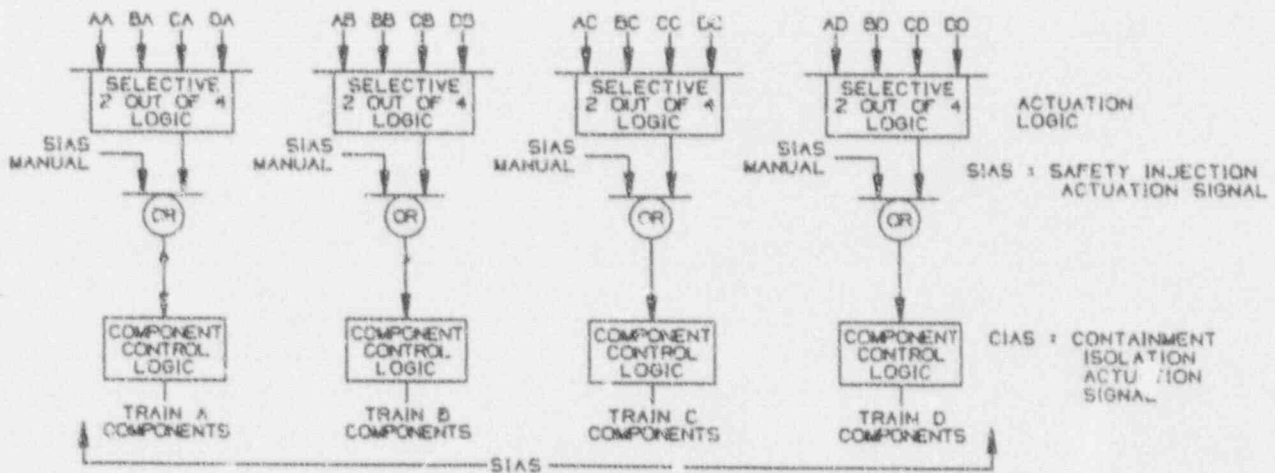 AA BA CA DA
AB BB CB DB
AC BC CC DC
AD BD CD DD
SELECTIVE
2 OUT OF 4
LOGIC
SELECTIVE
2 OUT OF 4
LOGIC
SELECTIVE
2 OUT OF 4
LOGIC
SELECTIVE
2 OUT OF 4
LOGIC
ACTUATION
LOGIC
SIAS
MANUAL
SIAS
MANUAL
SIAS
MANUAL
SIAS
MANUAL
SIAS : SAFETY INJECTION
ACTUATION SIGNAL
OR
OR
OR
OR
COMPONENT
CONTROL
LOGIC
COMPONENT
CONTROL
LOGIC
COMPONENT
CONTROL
LOGIC
COMPONENT
CONTROL
LOGIC
CIAS : CONTAINMENT
ISOLATION
SIGNAL
TRAIN A
COMPONENTS
TRAIN B
COMPONENTS
TRAIN C
COMPONENTS
TRAIN D
COMPONENTS
SIAS